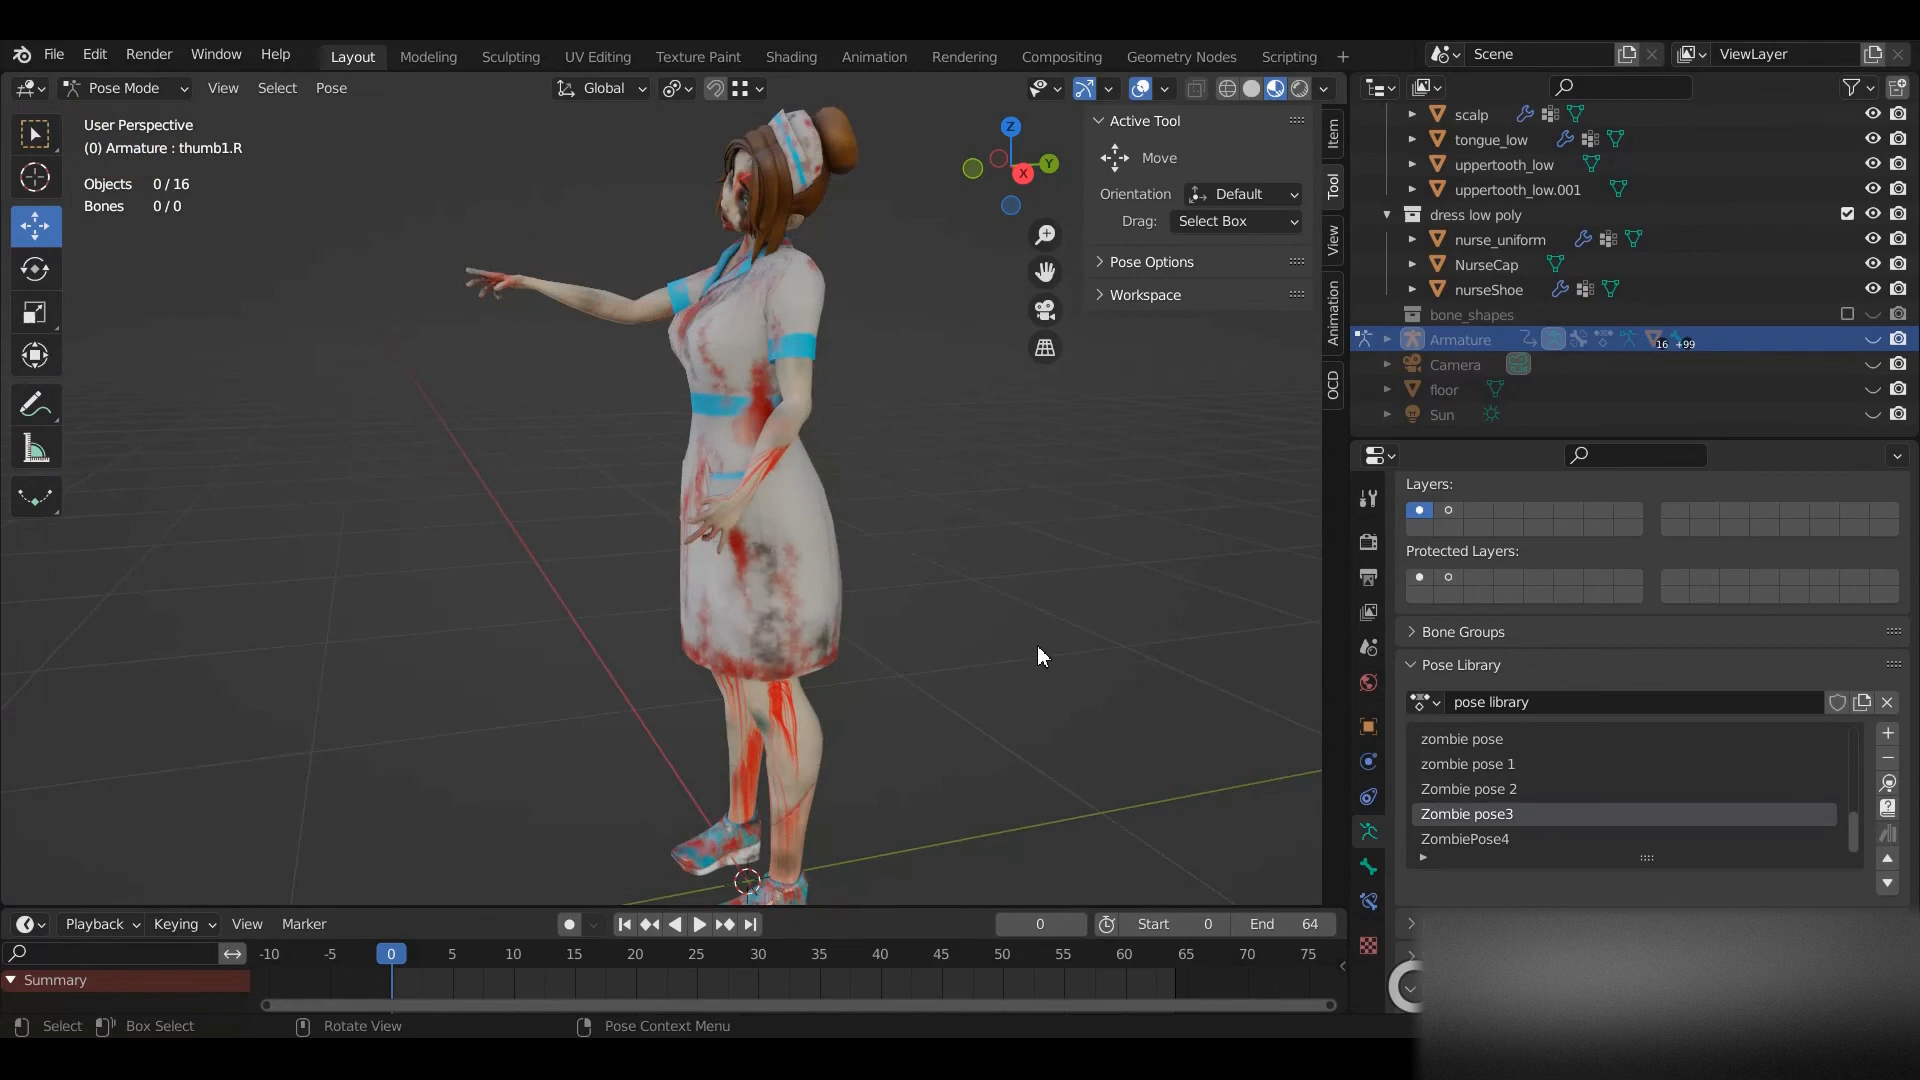 File Edit Render Window Help Layout Modeling Sculpting UV Editing Texture Paint Shading Animation Rendering Compositing Geometry Nodes Scripting + Scene ViewLayer
Pose Mode View Select Pose Global
User Perspective
(0) Armature : thumb1.R
Objects 0 / 16
Bones 0 / 0
Z
Y
X
Active Tool
Move
Orientation Default
Drag: Select Box
Pose Options
Workspace
Item
Tool
View
Animation
OCD
scalp
tongue_low
uppertooth_low
uppertooth_low.001
dress low poly
nurse_uniform
NurseCap
nurseShoe
bone_shapes
Armature 16 +99
Camera
floor
Sun
Layers:
Protected Layers:
Bone Groups
Pose Library
pose library
zombie pose
zombie pose 1
Zombie pose 2
Zombie pose3
ZombiePose4
Playback Keying View Marker 0 Start 0 End 64
-10 -5 0 5 10 15 20 25 30 35 40 45 50 55 60 65 70 75
Summary
Select Box Select Rotate View Pose Context Menu